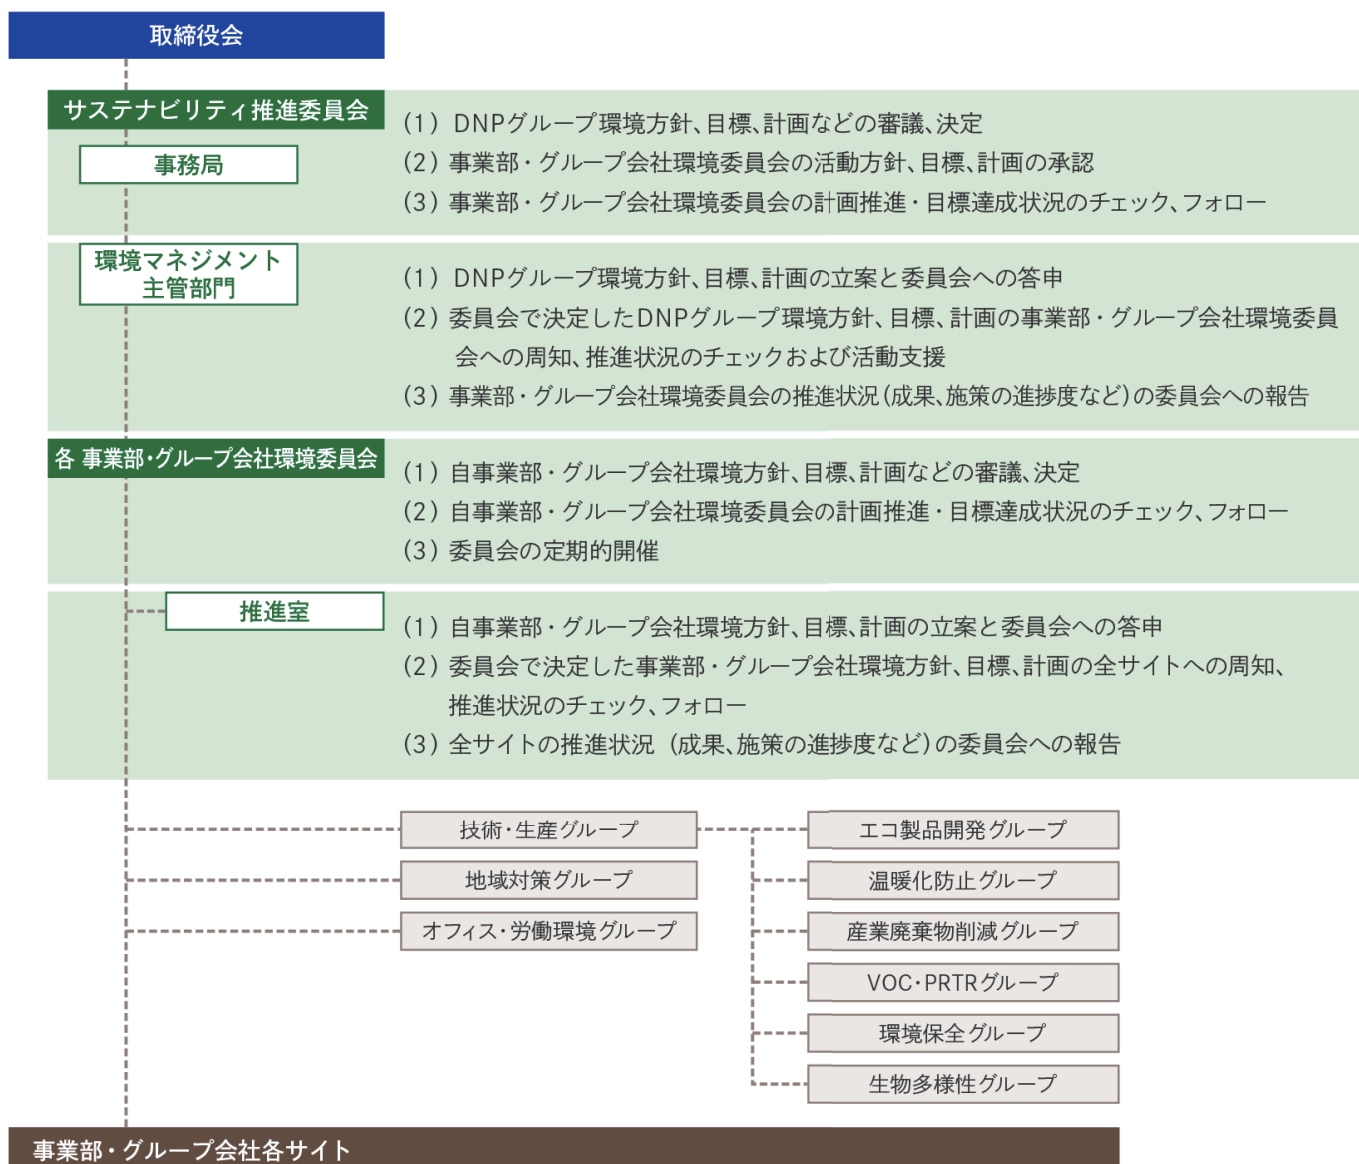 取締役会
サステナビリティ推進委員会
事務局
(1) DNPグループ環境方針、目標、計画などの審議、決定
(2) 事業部・グループ会社環境委員会の活動方針、目標、計画の承認
(3) 事業部・グループ会社環境委員会の計画推進・目標達成状況のチェック、フォロー
環境マネジメント
主管部門
(1) DNPグループ環境方針、目標、計画の立案と委員会への答申
(2) 委員会で決定したDNPグループ環境方針、目標、計画の事業部・グループ会社環境委員
会への周知、推進状況のチェックおよび活動支援
(3) 事業部・グループ会社環境委員会の推進状況(成果、施策の進捗度など)の委員会への報告
各 事業部・グループ会社環境委員会
(1) 自事業部・グループ会社環境方針、目標、計画などの審議、決定
(2) 自事業部・グループ会社環境委員会の計画推進・目標達成状況のチェック、フォロー
(3) 委員会の定期的開催
推進室
(1) 自事業部・グループ会社環境方針、目標、計画の立案と委員会への答申
(2) 委員会で決定した事業部・グループ会社環境方針、目標、計画の全サイトへの周知、
推進状況のチェック、フォロー
(3) 全サイトの推進状況 (成果、施策の進捗度など)の委員会への報告
技術・生産グループ
地域対策グループ
オフィス・労働環境グループ
エコ製品開発グループ
温暖化防止グループ
産業廃棄物削減グループ
VOC・PRTRグループ
環境保全グループ
生物多様性グループ
事業部・グループ会社各サイト